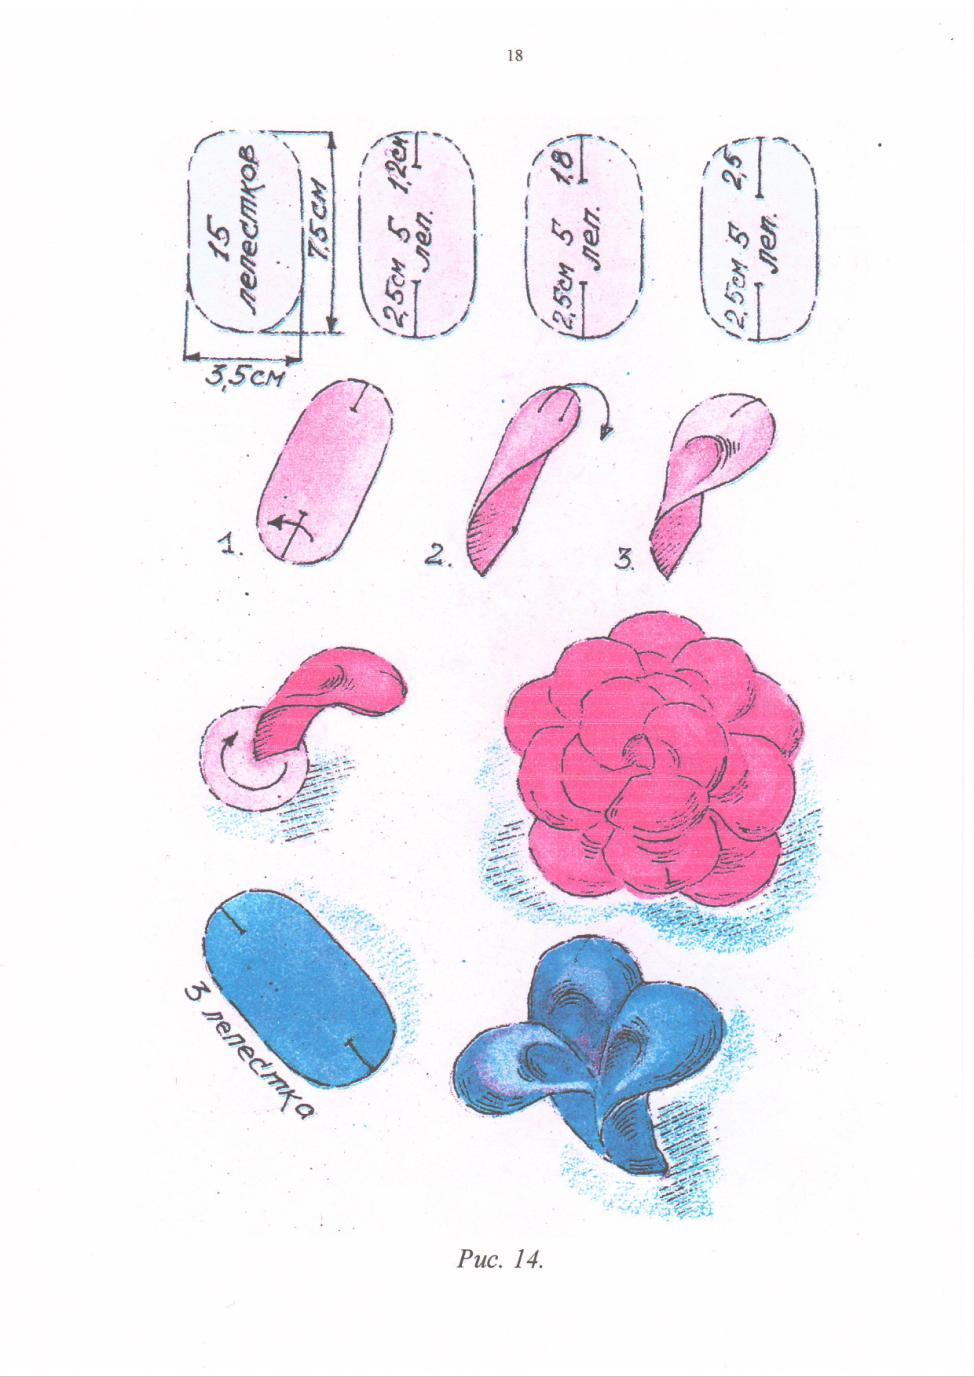 18
15
лепестков
7,5см
3,5см
1,2см
2,5см 5
леп.
1,8
2,5см 5
леп.
2,5
2,5см 5
леп.
1.
2.
3.
3 лепестка
Рис. 14.